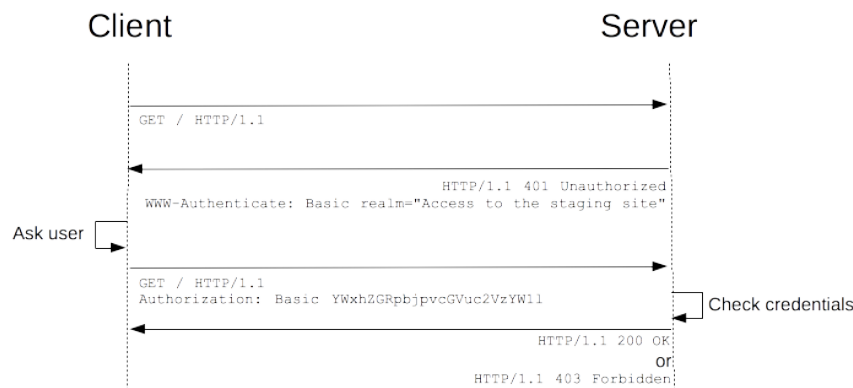 Client
Server
GET / HTTP/1.1
HTTP/1.1 401 Unauthorized
WWW-Authenticate: Basic realm="Access to the staging site"
Ask user
GET / HTTP/1.1
Authorization: Basic YWxhZGRpbjpvcGVuc2VzYW1l
Check credentials
HTTP/1.1 200 OK
or
HTTP/1.1 403 Forbidden